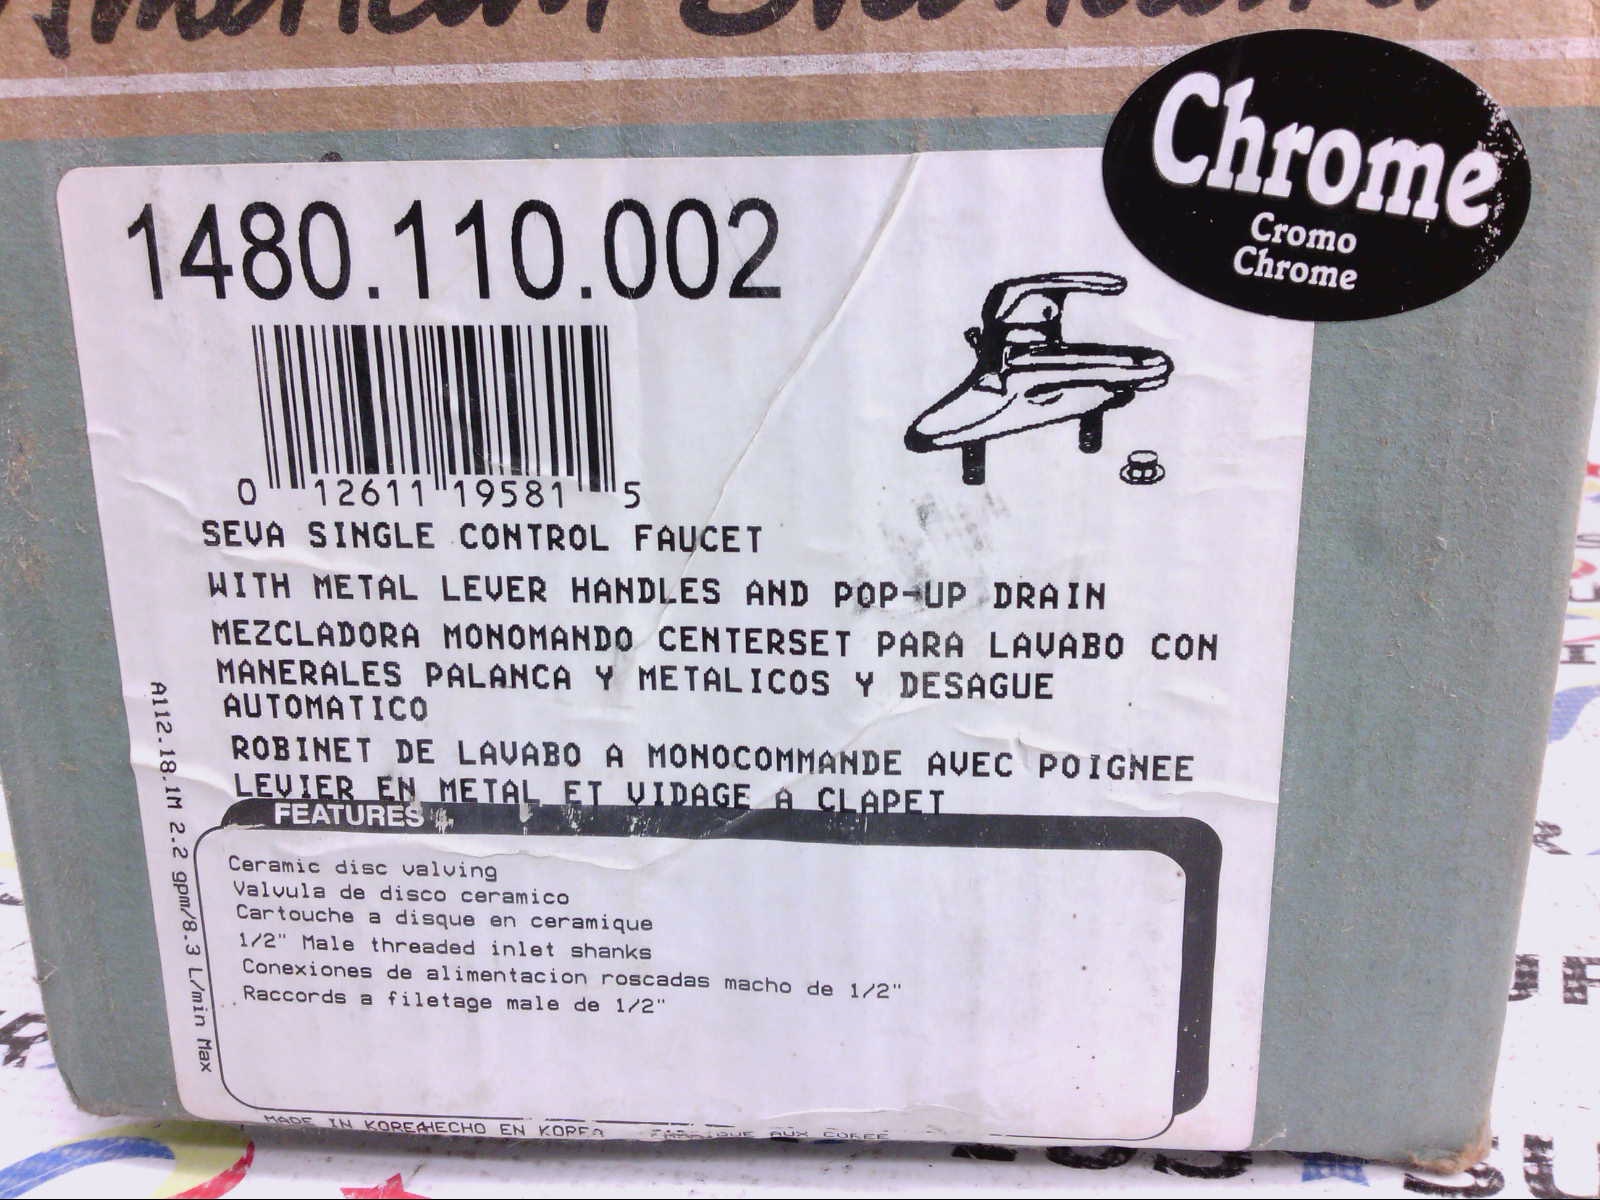 American Standard
Chrome
Cromo
Chrome
1480.110.002
0 12611 19581 5
SEVA SINGLE CONTROL FAUCET
WITH METAL LEVER HANDLES AND POP-UP DRAIN
MEZCLADORA MONOMANDO CENTERSET PARA LAVABO CON
MANERALES PALANCA Y METALICOS Y DESAGUE
AUTOMATICO
ROBINET DE LAVABO A MONOCOMMANDE AVEC POIGNEE
LEVIER EN METAL ET VIDAGE A CLAPET
A112.18.1M 2.2 gpm/8.3 L/min Max
FEATURES
Ceramic disc valving
Valvula de disco ceramico
Cartouche a disque en ceramique
1/2" Male threaded inlet shanks
Conexiones de alimentacion roscadas macho de 1/2"
Raccords a filetage male de 1/2"
MADE IN KOREA HECHO EN KOREA AUX COREE